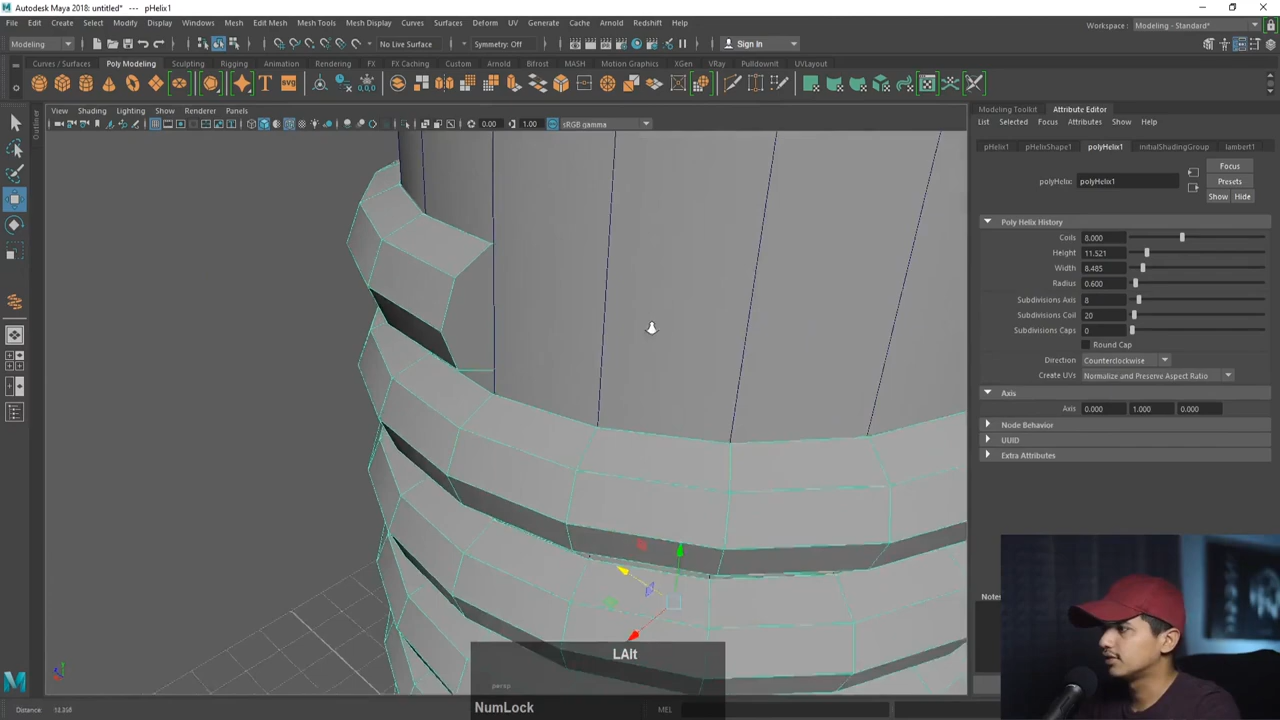 Autodesk Maya 2018: untitled*   ---   pHelix1
File Edit Create Select Modify Display Windows Mesh Edit Mesh Mesh Tools Mesh Display Curves Surfaces Deform UV Generate Cache Arnold Redshift Help
Workspace : Modeling - Standard*
Modeling No Live Surface Symmetry: Off Sign In
Curves / Surfaces Poly Modeling Sculpting Rigging Animation Rendering FX FX Caching Custom Arnold Bifrost MASH Motion Graphics XGen VRay Pulldownit UVLayout
View Shading Lighting Show Renderer Panels
0.00 1.00 sRGB gamma
Outliner
Modeling Toolkit Attribute Editor
List Selected Focus Attributes Show Help
pHelix1 pHelixShape1 polyHelix1 initialShadingGroup lambert1
Focus
polyHelix: polyHelix1 Presets
Show Hide
Poly Helix History
Coils 8.000
Height 11.521
Width 8.485
Radius 0.600
Subdivisions Axis 8
Subdivisions Coil 20
Subdivisions Caps 0
Round Cap
Direction Counterclockwise
Create UVs Normalize and Preserve Aspect Ratio
Axis
Axis 0.000 1.000 0.000
Node Behavior
UUID
Extra Attributes
Notes
LAlt
persp
NumLock
Distance: 13.356 MEL